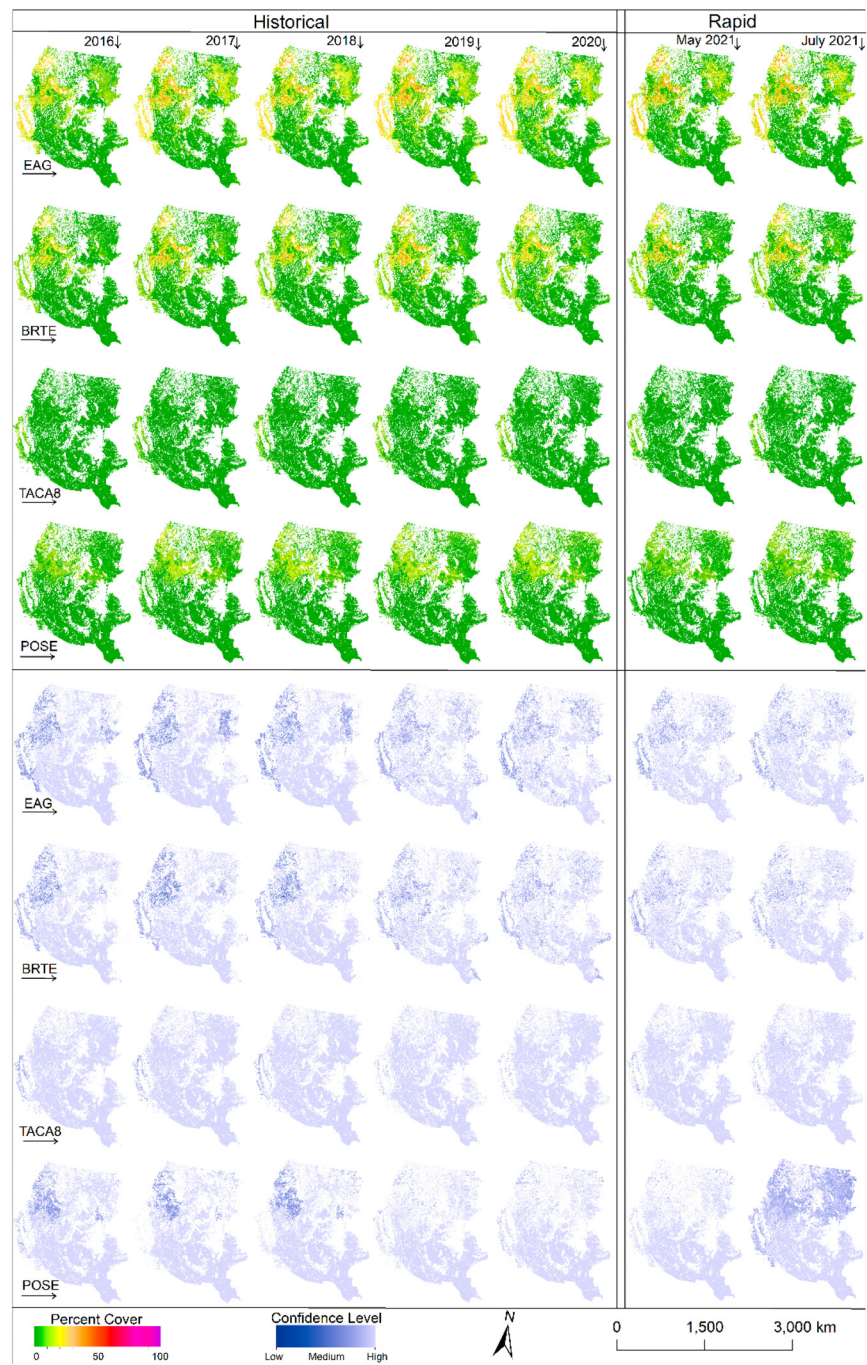 Historical Rapid
2016↓ 2017↓ 2018↓ 2019↓ 2020↓ May 2021↓ July 2021↓
EAG
BRTE
TACA8
POSE
EAG
BRTE
TACA8
POSE
Percent Cover Confidence Level N
0 50 100 Low Medium High 0 1,500 3,000 km